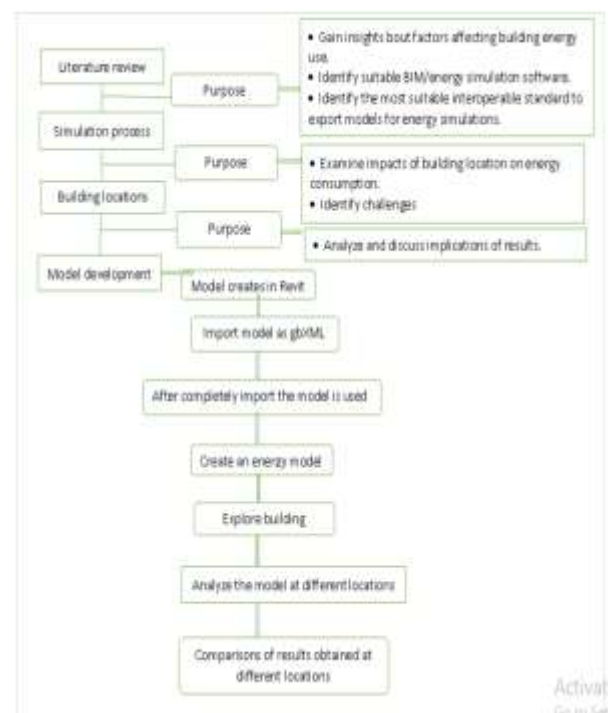 Literature review
Purpose
• Gain insights bout factors affecting building energy
use.
• Identify suitable BIM/energy simulation software.
• Identify the most suitable interoperable standard to
export models for energy simulations.
Simulation process
Purpose
• Examine impacts of building location on energy
consumption.
• Identify challenges
Building locations
Purpose
• Analyze and discuss implications of results.
Model development
Model creates in Revit
Import model as gbXML
After completely import the model is used
Create an energy model
Explore building
Analyze the model at different locations
Comparisons of results obtained at
different locations
Activat